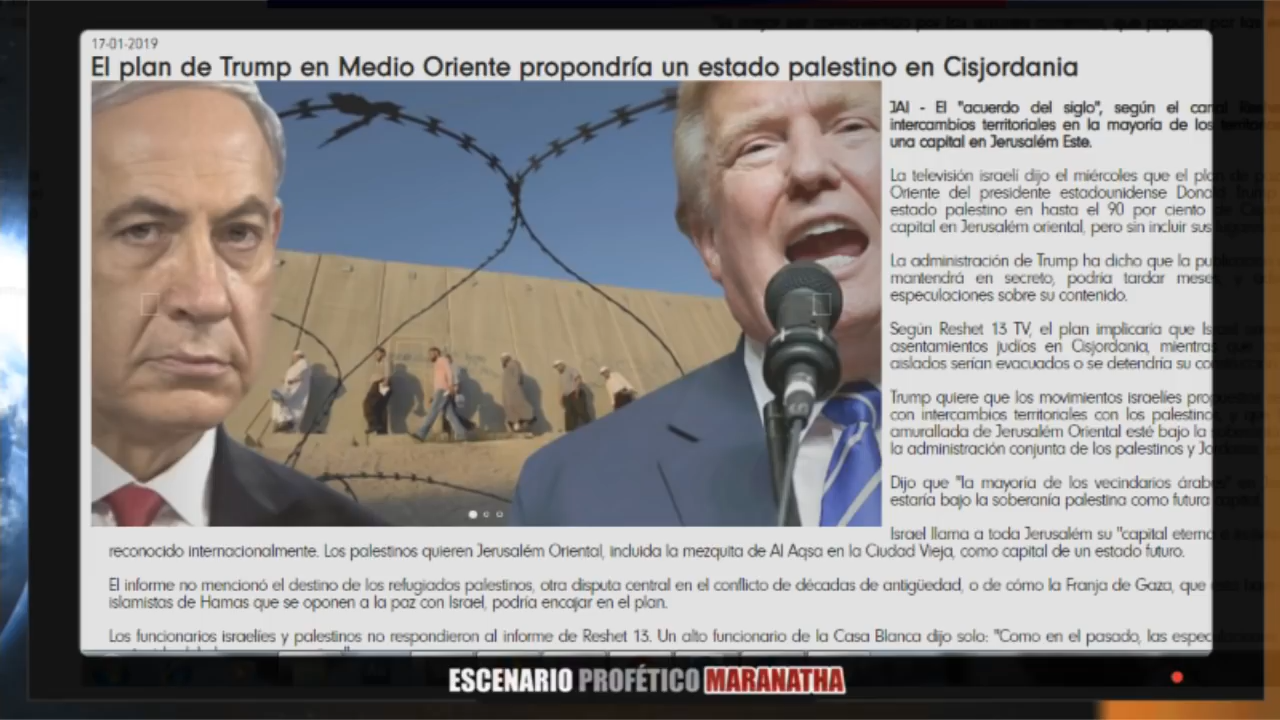 17-01-2019
El plan de Trump en Medio Oriente propondría un estado palestino en Cisjordania
JAI - El "acuerdo del siglo", según el canal
intercambios territoriales en la mayoría de los
una capital en Jerusalém Este.
La televisión israelí dijo el miércoles que el plan de
Oriente del presidente estadounidense Donald
estado palestino en hasta el 90 por ciento de
capital en Jerusalém oriental, pero sin incluir sus
La administración de Trump ha dicho que la
mantendrá en secreto, podría tardar meses,
especulaciones sobre su contenido.
Según Reshet 13 TV, el plan implicaría que Israel
asentamientos judíos en Cisjordania, mientras que
aislados serían evacuados o se detendría su
Trump quiere que los movimientos israelíes
con intercambios territoriales con los palestinos, y
amurallada de Jerusalém Oriental esté bajo la
la administración conjunta de los palestinos y
Dijo que "la mayoría de los vecindarios árabes"
estaría bajo la soberanía palestina como futura
Israel llama a toda Jerusalém su "capital eterna
reconocido internacionalmente. Los palestinos quieren Jerusalém Oriental, incluida la mezquita de Al Aqsa en la Ciudad Vieja, como capital de un estado futuro.
El informe no mencionó el destino de los refugiados palestinos, otra disputa central en el conflicto de décadas de antigüedad, o de cómo la Franja de Gaza, que
islamistas de Hamas que se oponen a la paz con Israel, podría encajar en el plan.
Los funcionarios israelíes y palestinos no respondieron al informe de Reshet 13. Un alto funcionario de la Casa Blanca dijo solo: "Como en el pasado, las
ESCENARIO PROFÉTICO MARANATHA